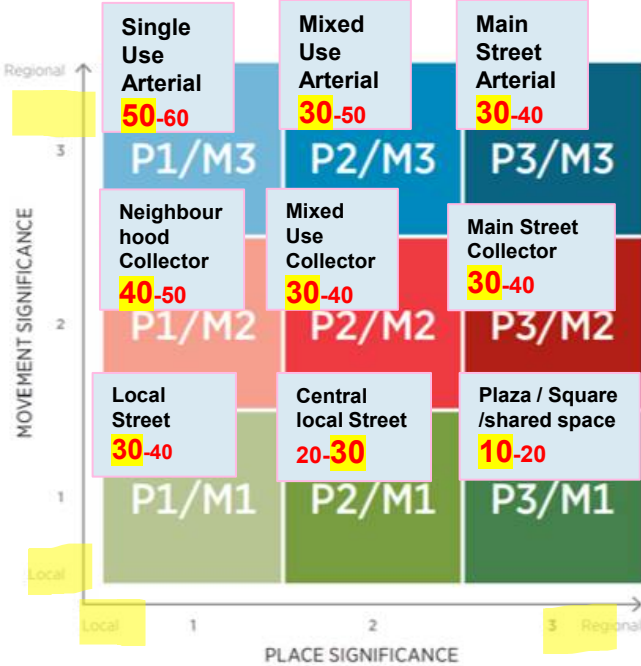 Single
Use
Arterial
50-60
Mixed
Use
Arterial
30-50
Main
Street
Arterial
30-40
Regional
3
P1/M3
P2/M3
P3/M3
MOVEMENT SIGNIFICANCE
Neighbour
hood
Collector
40-50
Mixed
Use
Collector
30-40
Main Street
Collector
30-40
2
P1/M2
P2/M2
P3/M2
Local
Street
30-40
Central
local Street
20-30
Plaza / Square
/shared space
10-20
1
P1/M1
P2/M1
P3/M1
Local
Local 1 2 3 Regional
PLACE SIGNIFICANCE